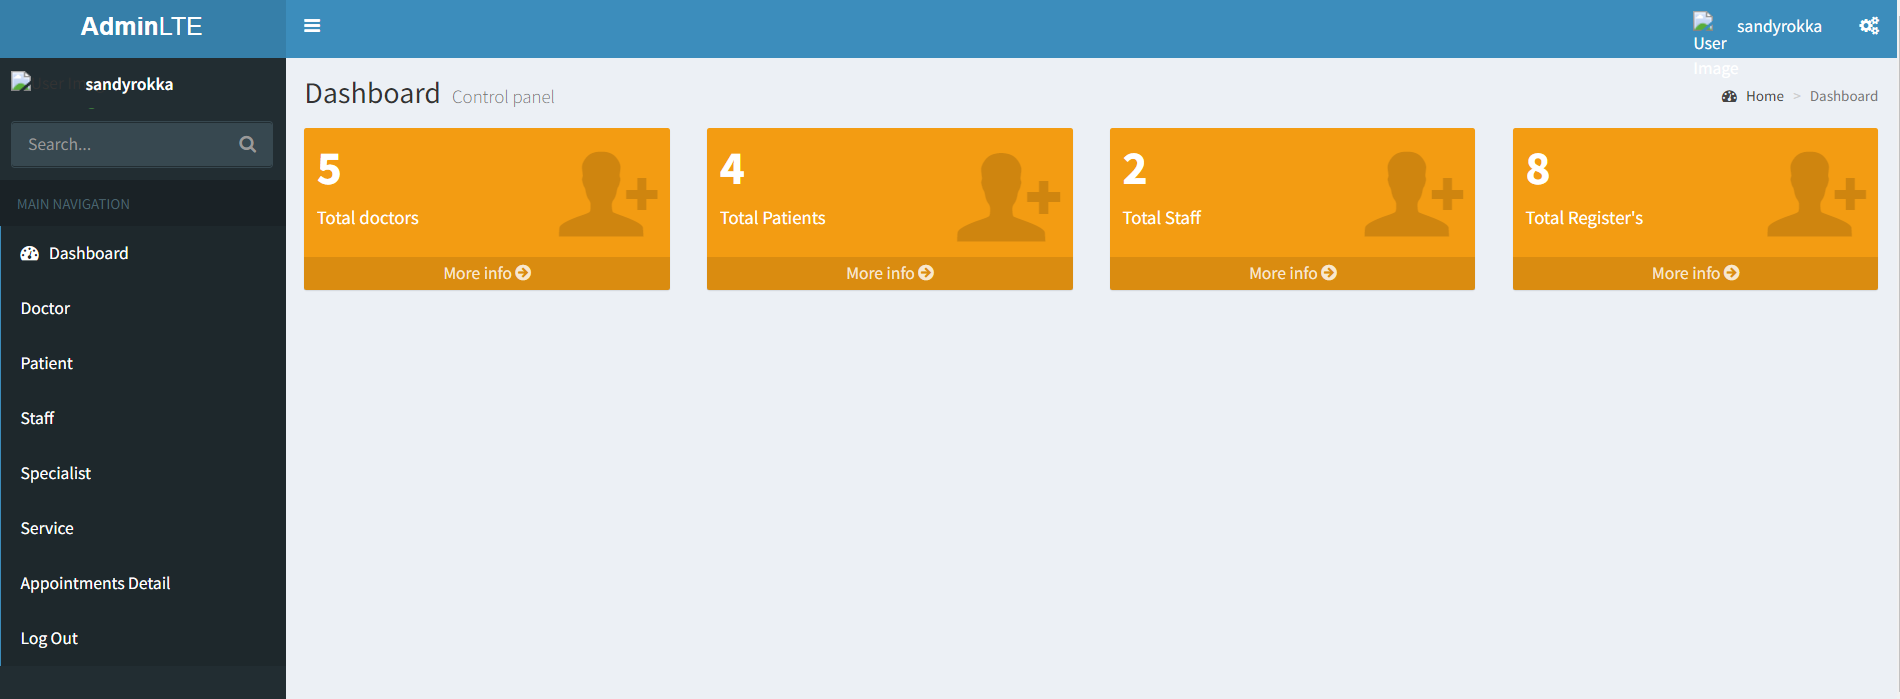 AdminLTE
User Image
sandyrokka
User Im
sandyrokka
Search...
MAIN NAVIGATION
Dashboard
Doctor
Patient
Staff
Specialist
Service
Appointments Detail
Log Out
Dashboard Control panel
Home > Dashboard
5
Total doctors
More info
4
Total Patients
More info
2
Total Staff
More info
8
Total Register's
More info